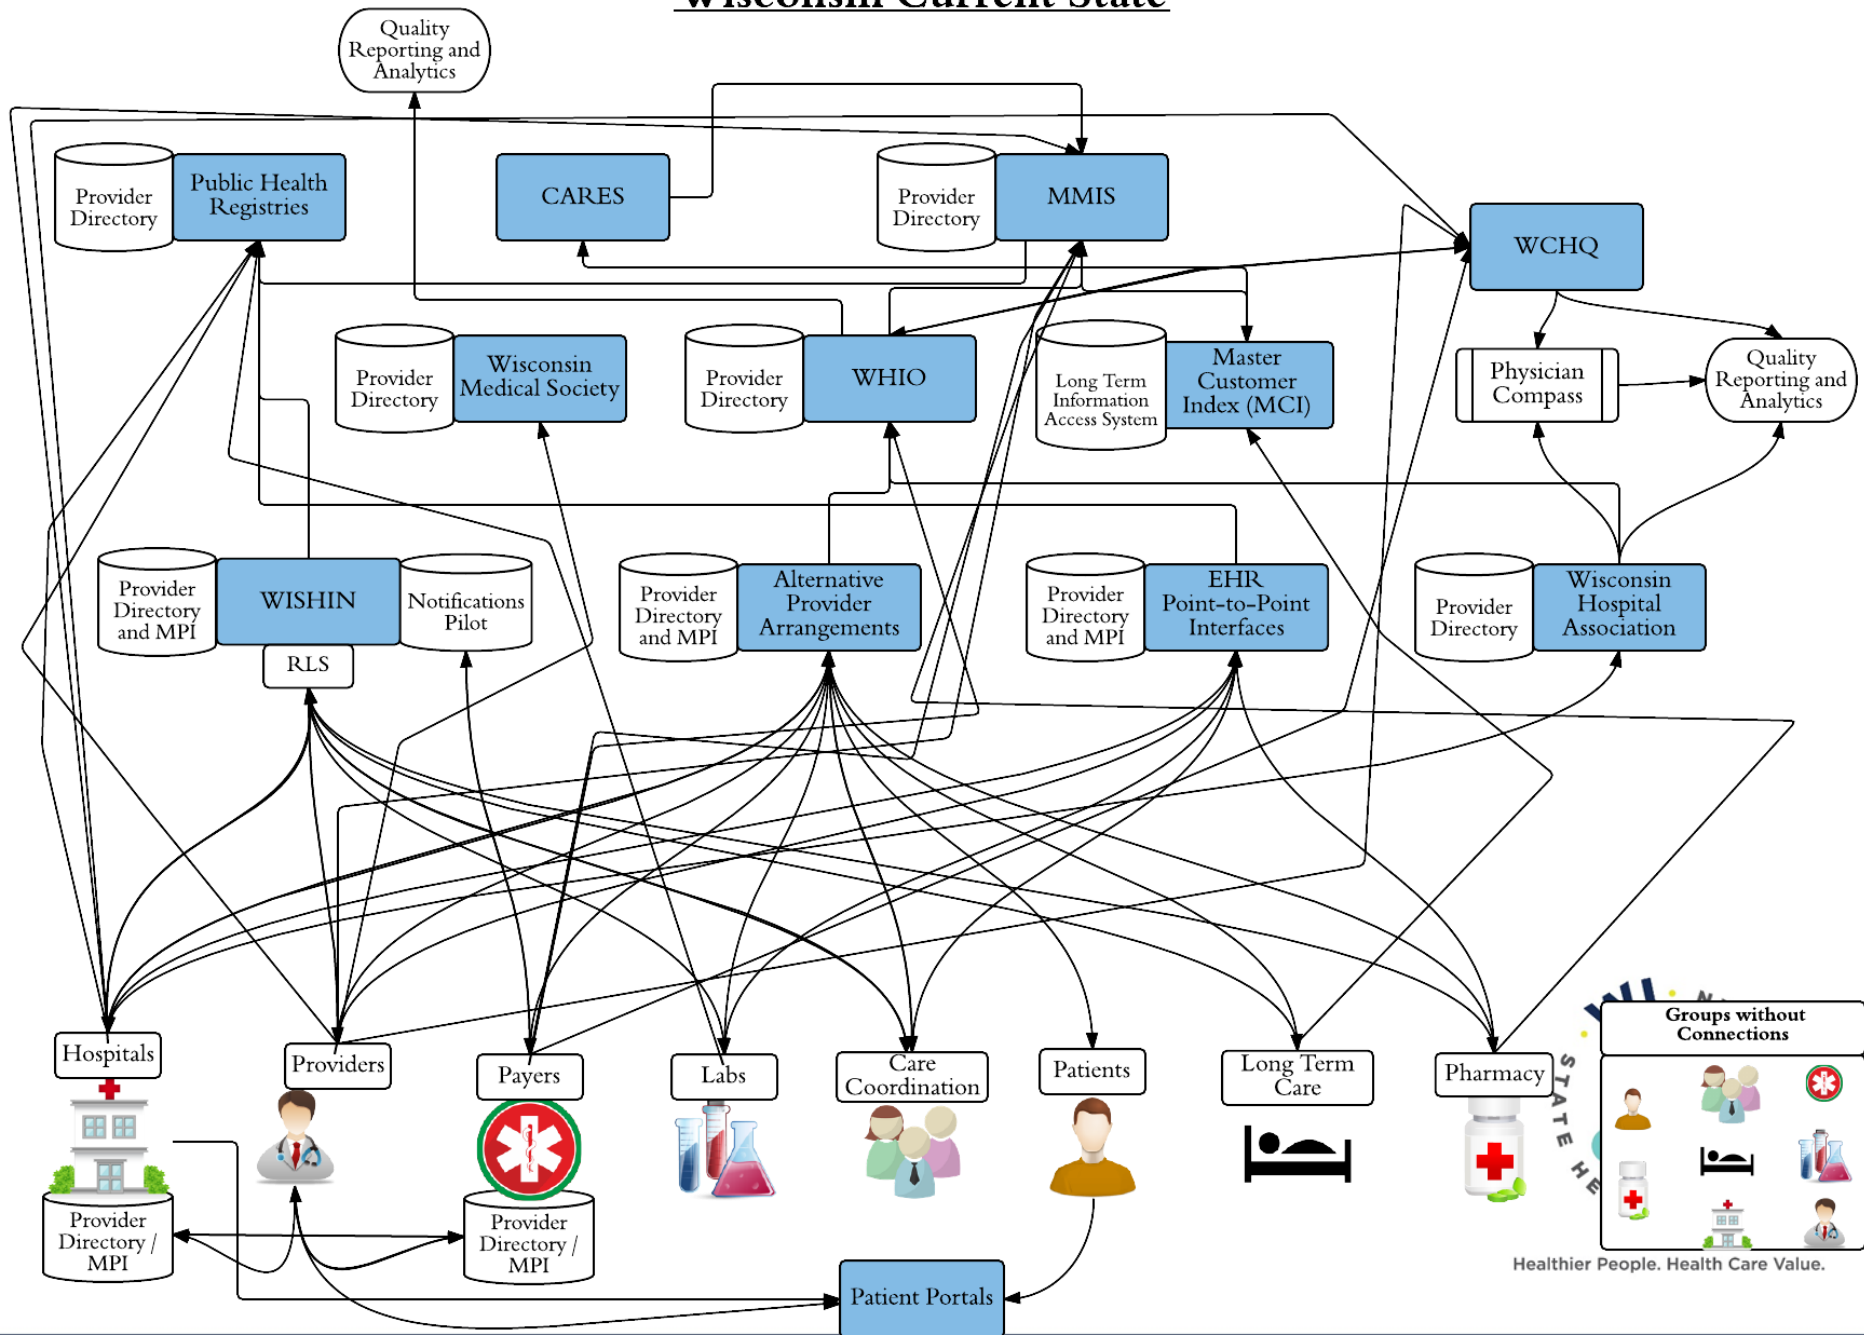 Wisconsin Current State
Quality
Reporting and
Analytics
Provider
Directory
Public Health
Registries
CARES
Provider
Directory
MMIS
WCHQ
Provider
Directory
Wisconsin
Medical Society
Provider
Directory
WHIO
Long Term
Information
Access System
Master
Customer
Index (MCI)
Physician
Compass
Quality
Reporting and
Analytics
Provider
Directory
and MPI
WISHIN
Notifications
Pilot
RLS
Provider
Directory
and MPI
Alternative
Provider
Arrangements
Provider
Directory
and MPI
EHR
Point-to-Point
Interfaces
Provider
Directory
Wisconsin
Hospital
Association
Hospitals
Providers
Payers
Labs
Care
Coordination
Patients
Long Term
Care
Pharmacy
Groups without
Connections
WI
STATE HE
Provider
Directory /
MPI
Provider
Directory /
MPI
Patient Portals
Healthier People. Health Care Value.